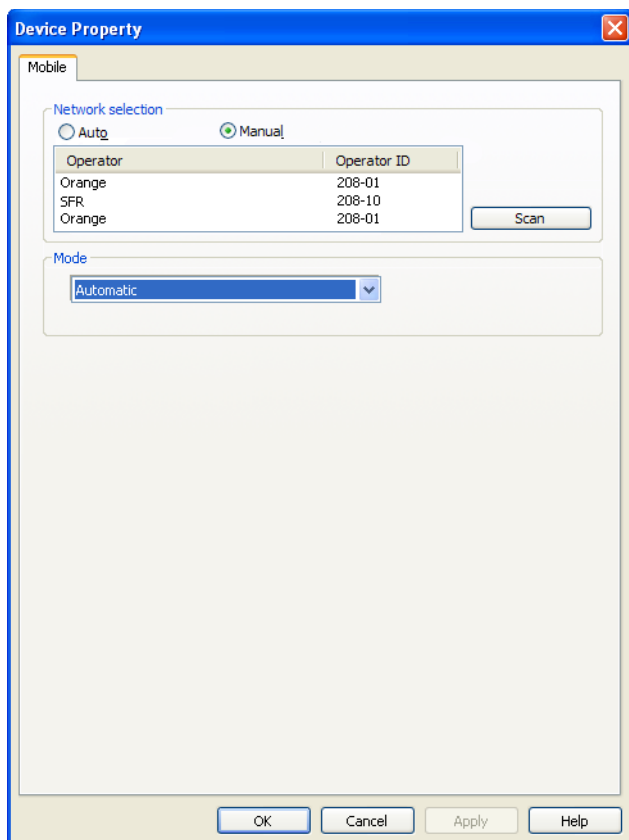 Device Property
Mobile
Network selection
Auto Manual
Operator Operator ID
Orange 208-01
SFR 208-10
Orange 208-01
Scan
Mode
Automatic
OK Cancel Apply Help